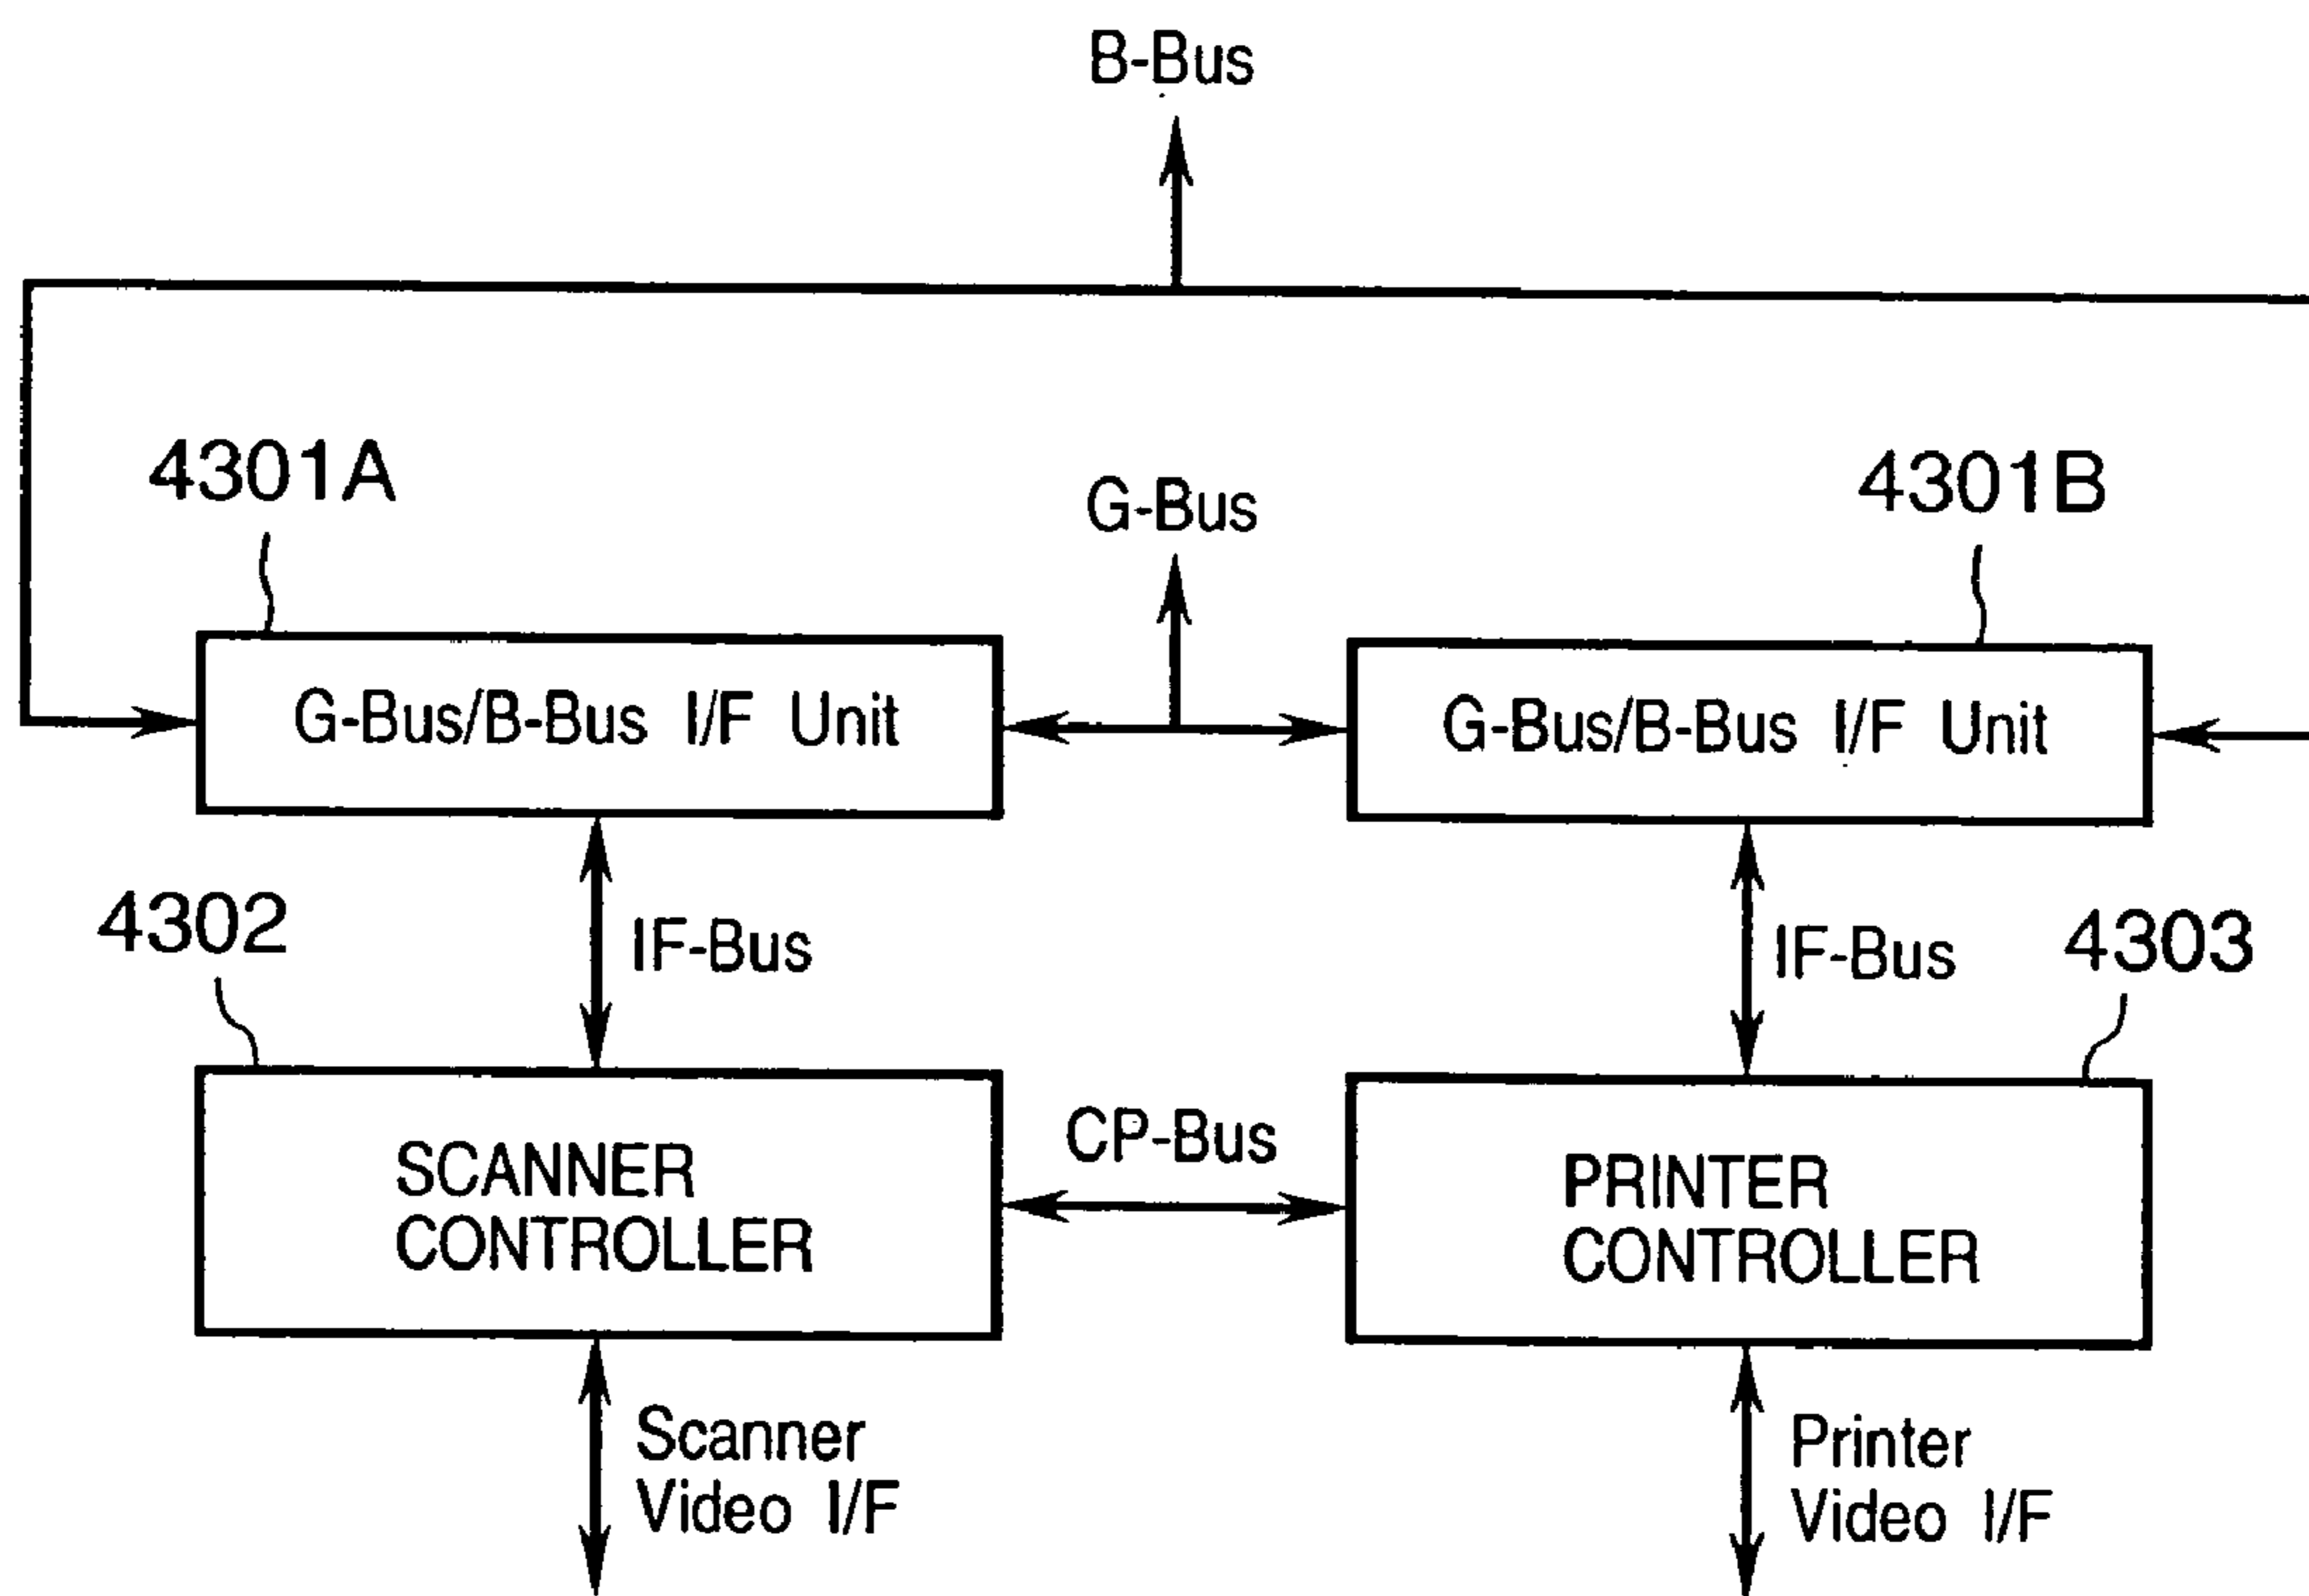 B-Bus
4301A
G-Bus
4301B
G-Bus/B-Bus I/F Unit
G-Bus/B-Bus I/F Unit
4302
IF-Bus
IF-Bus
4303
SCANNER
CONTROLLER
CP-Bus
PRINTER
CONTROLLER
Scanner
Video I/F
Printer
Video I/F